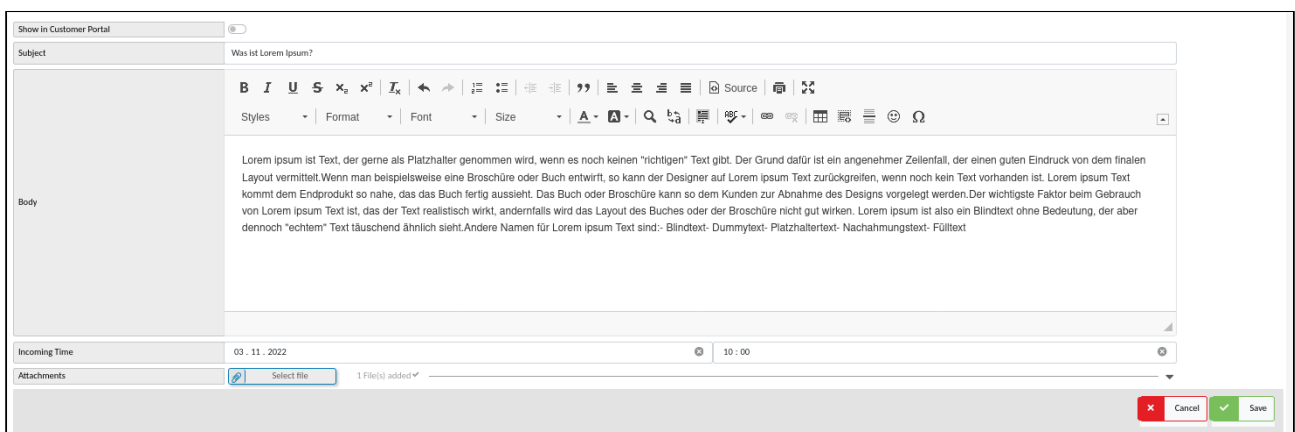 Show in Customer Portal
Subject Was ist Lorem Ipsum?
B I U S x₂ x² Iₓ Source
Styles Format Font Size A A ABC Ω
Body
Lorem ipsum ist Text, der gerne als Platzhalter genommen wird, wenn es noch keinen "richtigen" Text gibt. Der Grund dafür ist ein angenehmer Zeilenfall, der einen guten Eindruck von dem finalen
Layout vermittelt.Wenn man beispielsweise eine Broschüre oder Buch entwirft, so kann der Designer auf Lorem ipsum Text zurückgreifen, wenn noch kein Text vorhanden ist. Lorem ipsum Text
kommt dem Endprodukt so nahe, das das Buch fertig aussieht. Das Buch oder Broschüre kann so dem Kunden zur Abnahme des Designs vorgelegt werden.Der wichtigste Faktor beim Gebrauch
von Lorem ipsum Text ist, das der Text realistisch wirkt, andernfalls wird das Layout des Buches oder der Broschüre nicht gut wirken. Lorem ipsum ist also ein Blindtext ohne Bedeutung, der aber
dennoch "echtem" Text täuschend ähnlich sieht.Andere Namen für Lorem ipsum Text sind:- Blindtext- Dummytext- Platzhaltertext- Nachahmungstext- Fülltext
Incoming Time 03 . 11 . 2022 10 : 00
Attachments Select file 1 File(s) added
Cancel Save